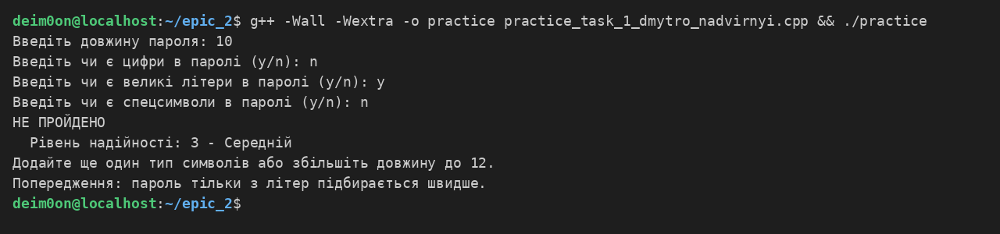 deim0on@localhost:~/epic_2$ g++ -Wall -Wextra -o practice practice_task_1_dmytro_nadvirnyi.cpp && ./practice
Введіть довжину пароля: 10
Введіть чи є цифри в паролі (y/n): n
Введіть чи є великі літери в паролі (y/n): y
Введіть чи є спецсимволи в паролі (y/n): n
НЕ ПРОЙДЕНО
  Рівень надійності: 3 - Середній
Додайте ще один тип символів або збільшіть довжину до 12.
Попередження: пароль тільки з літер підбирається швидше.
deim0on@localhost:~/epic_2$